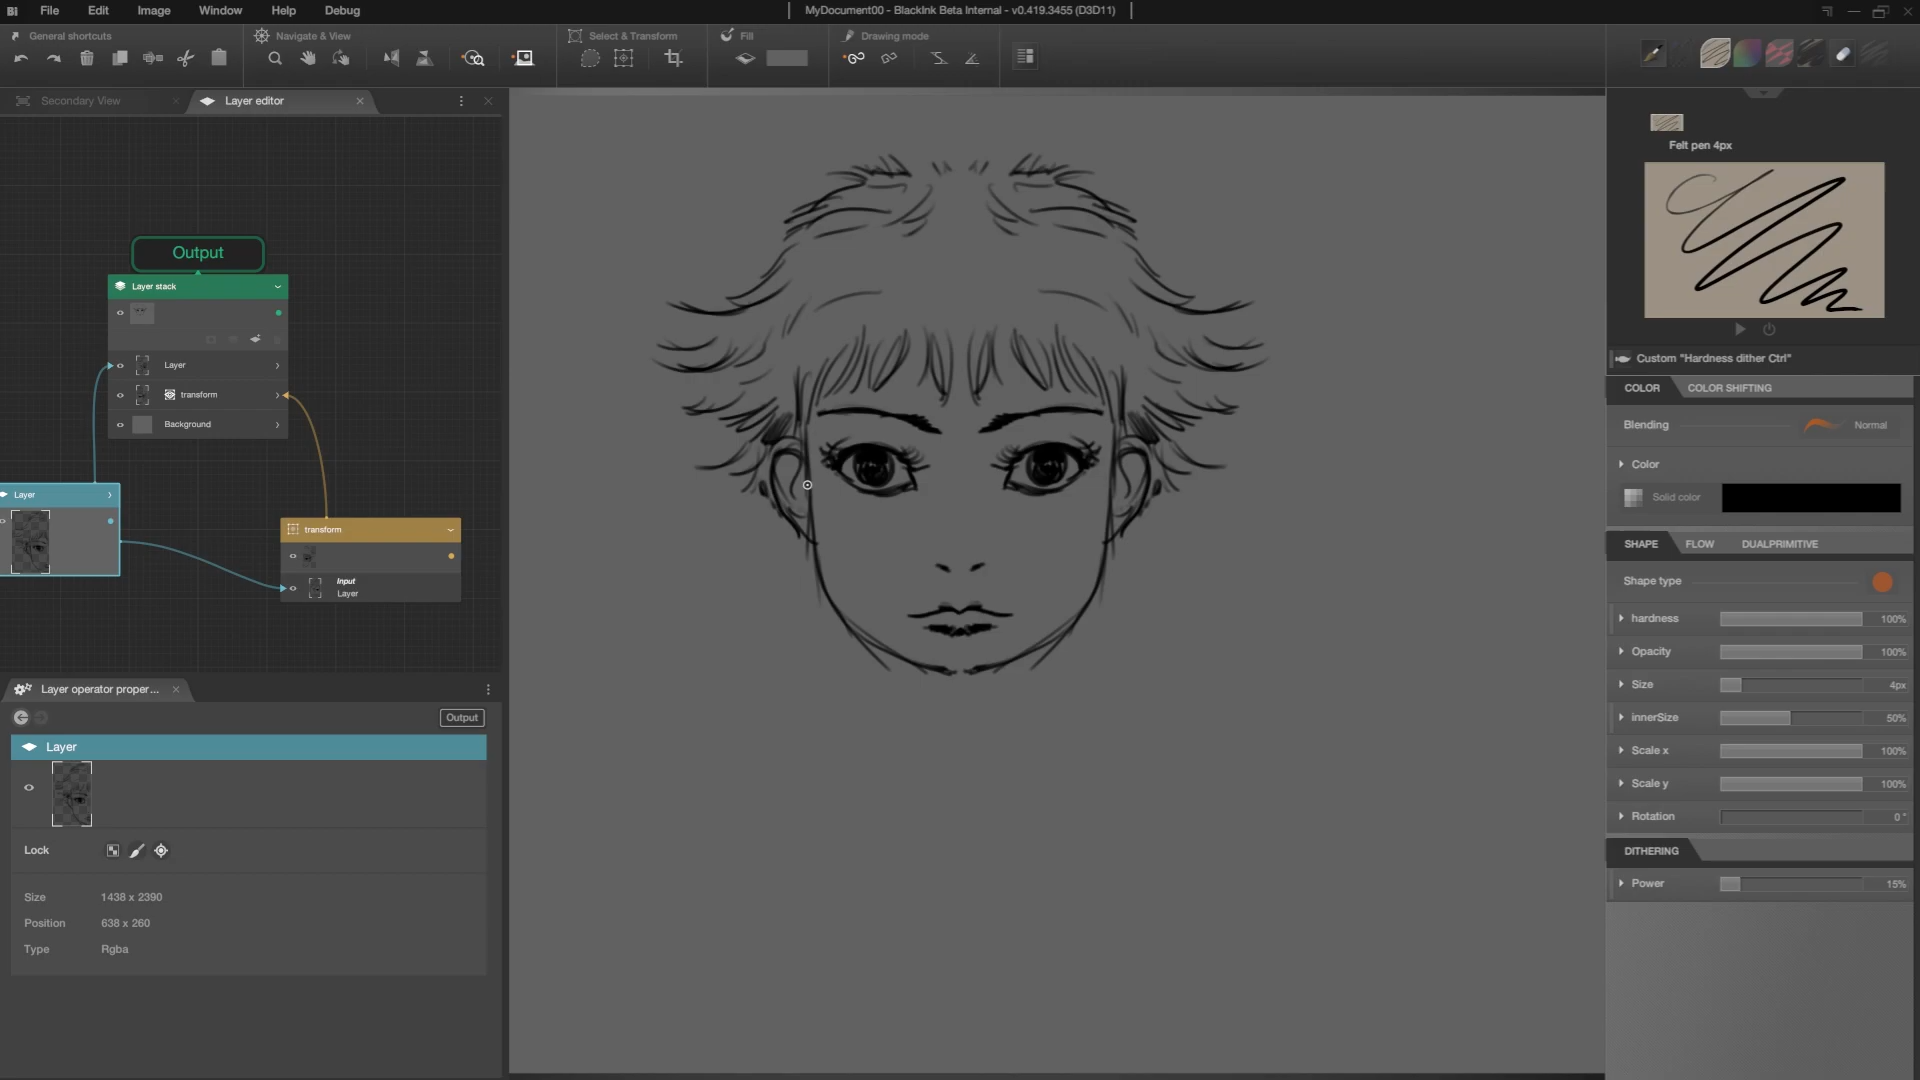 Bi File Edit Image Window Help Debug
MyDocument00 - BlackInk Beta Internal - v0.419.3455 (D3D11)
General shortcuts
Navigate & View
Select & Transform
Fill
Drawing mode
Secondary View
Layer editor
Output
Layer stack
Layer
transform
Background
Layer
transform
Input
Layer
Layer operator proper...
Output
Layer
Lock
Size 1438 x 2390
Position 638 x 260
Type Rgba
Felt pen 4px
Custom "Hardness dither Ctrl"
COLOR COLOR SHIFTING
Blending Normal
Color
Solid color
SHAPE FLOW DUALPRIMITIVE
Shape type
hardness 100%
Opacity 100%
Size 4px
innerSize 50%
Scale x 100%
Scale y 100%
Rotation 0 °
DITHERING
Power 15%